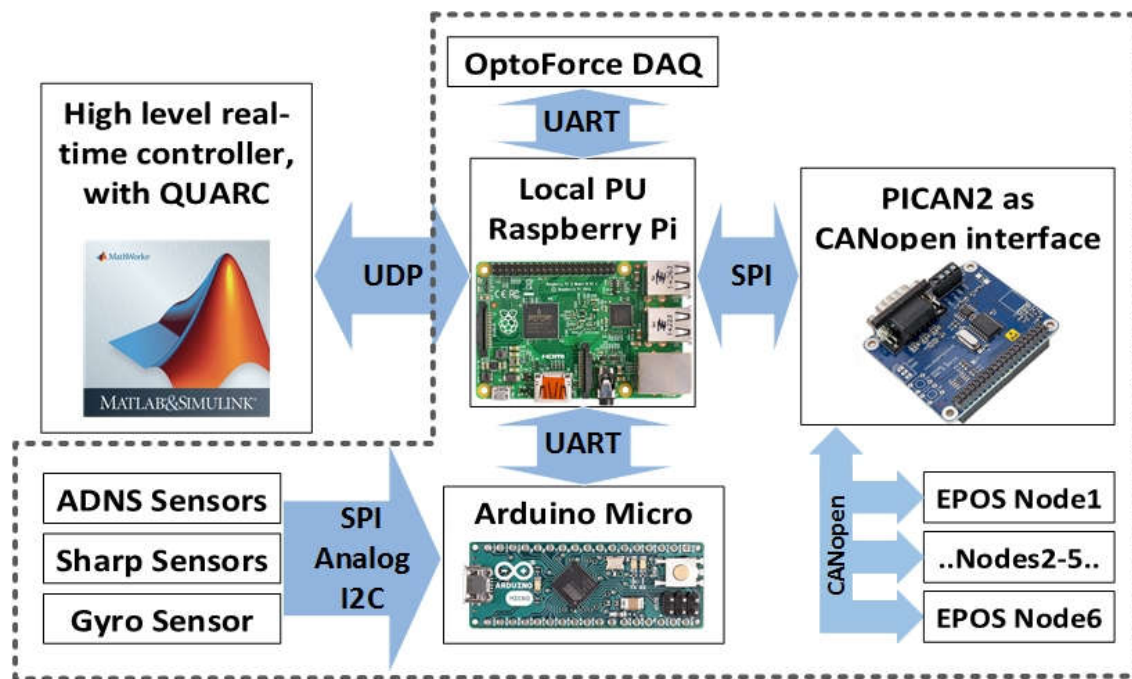 OptoForce DAQ
UART
High level real-
time controller,
with QUARC
MathWorks
MATLAB&SIMULINK
UDP
Local PU
Raspberry Pi
SPI
PICAN2 as
CANopen interface
UART
ADNS Sensors
Sharp Sensors
Gyro Sensor
SPI
Analog
I2C
Arduino Micro
ARDUINO
MICRO
CANopen
EPOS Node1
..Nodes2-5..
EPOS Node6